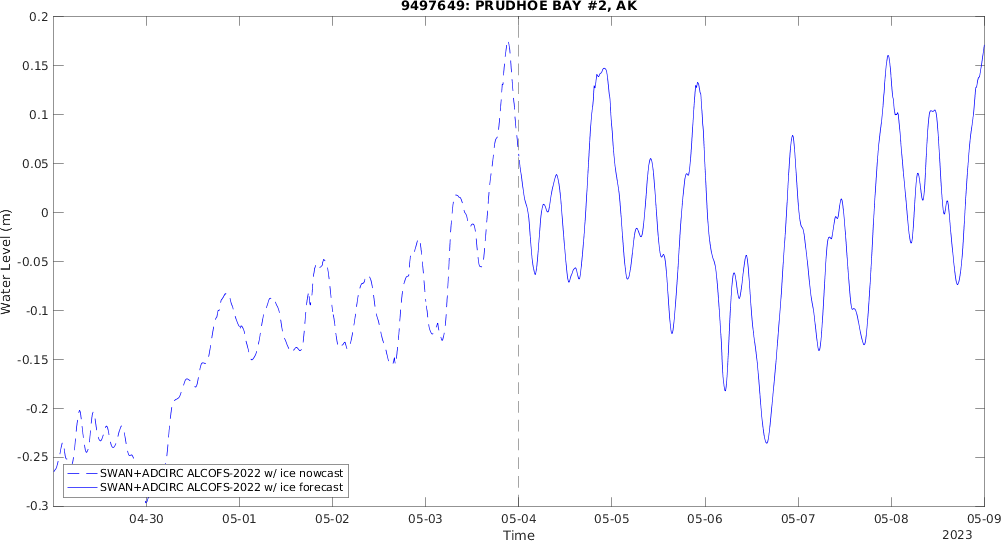 9497649: PRUDHOE BAY #2, AK
0.2
0.15
0.1
0.05
0
-0.05
-0.1
-0.15
-0.2
-0.25
-0.3
Water Level (m)
SWAN+ADCIRC ALCOFS-2022 w/ ice nowcast
SWAN+ADCIRC ALCOFS-2022 w/ ice forecast
04-30 05-01 05-02 05-03 05-04 05-05 05-06 05-07 05-08 05-09
Time
2023